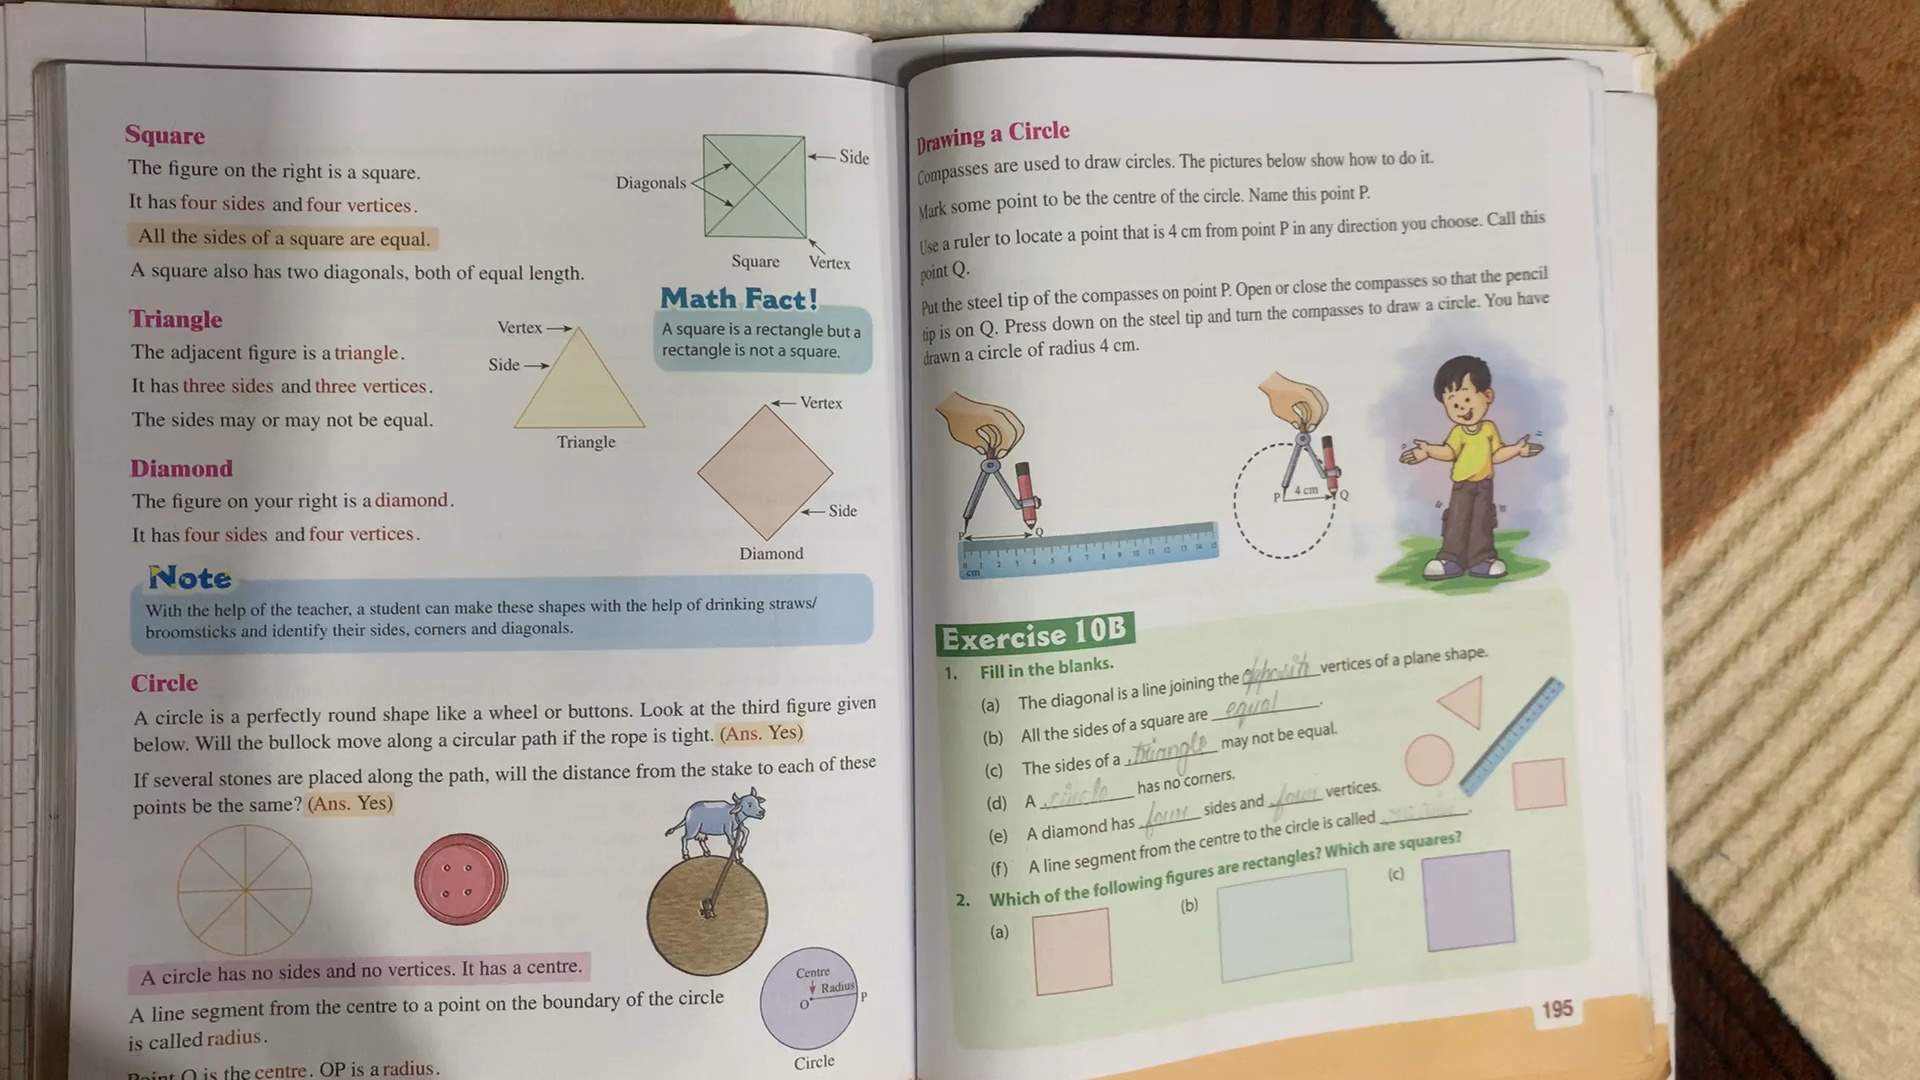 Square
The figure on the right is a square.
It has four sides and four vertices.
All the sides of a square are equal.
A square also has two diagonals, both of equal length.
Diagonals
Side
Square
Vertex
Math Fact!
A square is a rectangle but a
rectangle is not a square.
Triangle
The adjacent figure is a triangle.
It has three sides and three vertices.
The sides may or may not be equal.
Vertex
Side
Triangle
Diamond
The figure on your right is a diamond.
It has four sides and four vertices.
Vertex
Side
Diamond
Note
With the help of the teacher, a student can make these shapes with the help of drinking straws/
broomsticks and identify their sides, corners and diagonals.
Circle
A circle is a perfectly round shape like a wheel or buttons. Look at the third figure given
below. Will the bullock move along a circular path if the rope is tight. (Ans. Yes)
If several stones are placed along the path, will the distance from the stake to each of these
points be the same? (Ans. Yes)
A circle has no sides and no vertices. It has a centre.
A line segment from the centre to a point on the boundary of the circle
is called radius.
Point O is the centre. OP is a radius.
Centre
Radius
O
P
Circle
Drawing a Circle
Compasses are used to draw circles. The pictures below show how to do it.
Mark some point to be the centre of the circle. Name this point P.
Use a ruler to locate a point that is 4 cm from point P in any direction you choose. Call this
point Q.
Put the steel tip of the compasses on point P. Open or close the compasses so that the pencil
tip is on Q. Press down on the steel tip and turn the compasses to draw a circle. You have
drawn a circle of radius 4 cm.
P Q
0 1 2 3 4 5 6 7 8 9 10 11 12 13 14 15
cm
P 4 cm Q
Exercise 10B
1. Fill in the blanks.
(a) The diagonal is a line joining the vertices of a plane shape.
(b) All the sides of a square are equal.
(c) The sides of a triangle may not be equal.
(d) A circle has no corners.
(e) A diamond has four sides and four vertices.
(f) A line segment from the centre to the circle is called
2. Which of the following figures are rectangles? Which are squares?
(a)
(b)
(c)
195